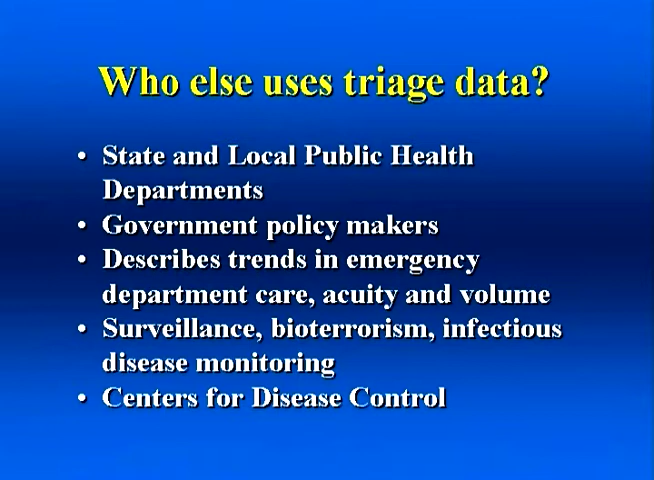 Who else uses triage data?
• State and Local Public Health
Departments
• Government policy makers
• Describes trends in emergency
department care, acuity and volume
• Surveillance, bioterrorism, infectious
disease monitoring
• Centers for Disease Control